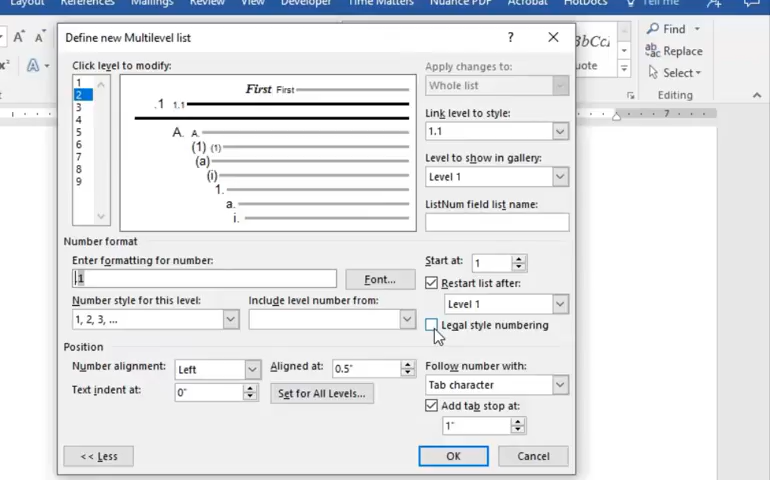 Layout References Mailings Review View Developer Time Matters Nuance PDF Acrobat HotDocs Tell me
Find
Replace
Select
Editing
uote
7
Define new Multilevel list ?
Click level to modify:
1
2
3
4
5
6
7
8
9
First First
.1 1.1
A. A.
(1) (1)
(a)
(i)
1.
a.
i.
Apply changes to:
Whole list
Link level to style:
1.1
Level to show in gallery:
Level 1
ListNum field list name:
Number format
Enter formatting for number:
.1
Font...
Number style for this level:
1, 2, 3, ...
Include level number from:
Start at: 1
Restart list after:
Level 1
Legal style numbering
Position
Number alignment: Left
Aligned at: 0.5"
Text indent at: 0"
Set for All Levels...
Follow number with:
Tab character
Add tab stop at:
1"
<< Less
OK
Cancel